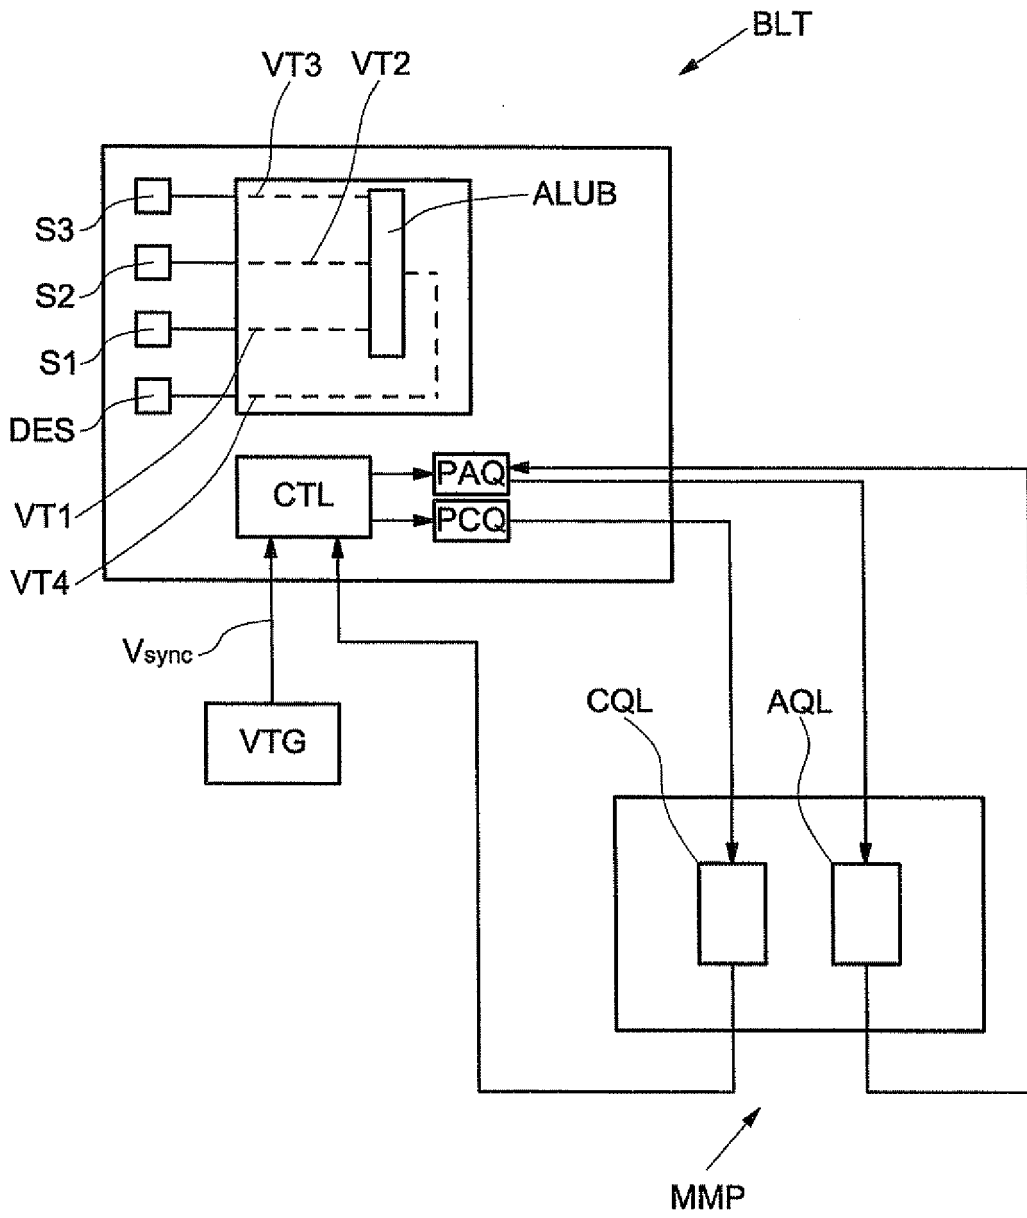 BLT
VT3
VT2
ALUB
S3
S2
S1
DES
PAQ
CTL
PCQ
VT1
VT4
Vsync
CQL
AQL
VTG
MMP